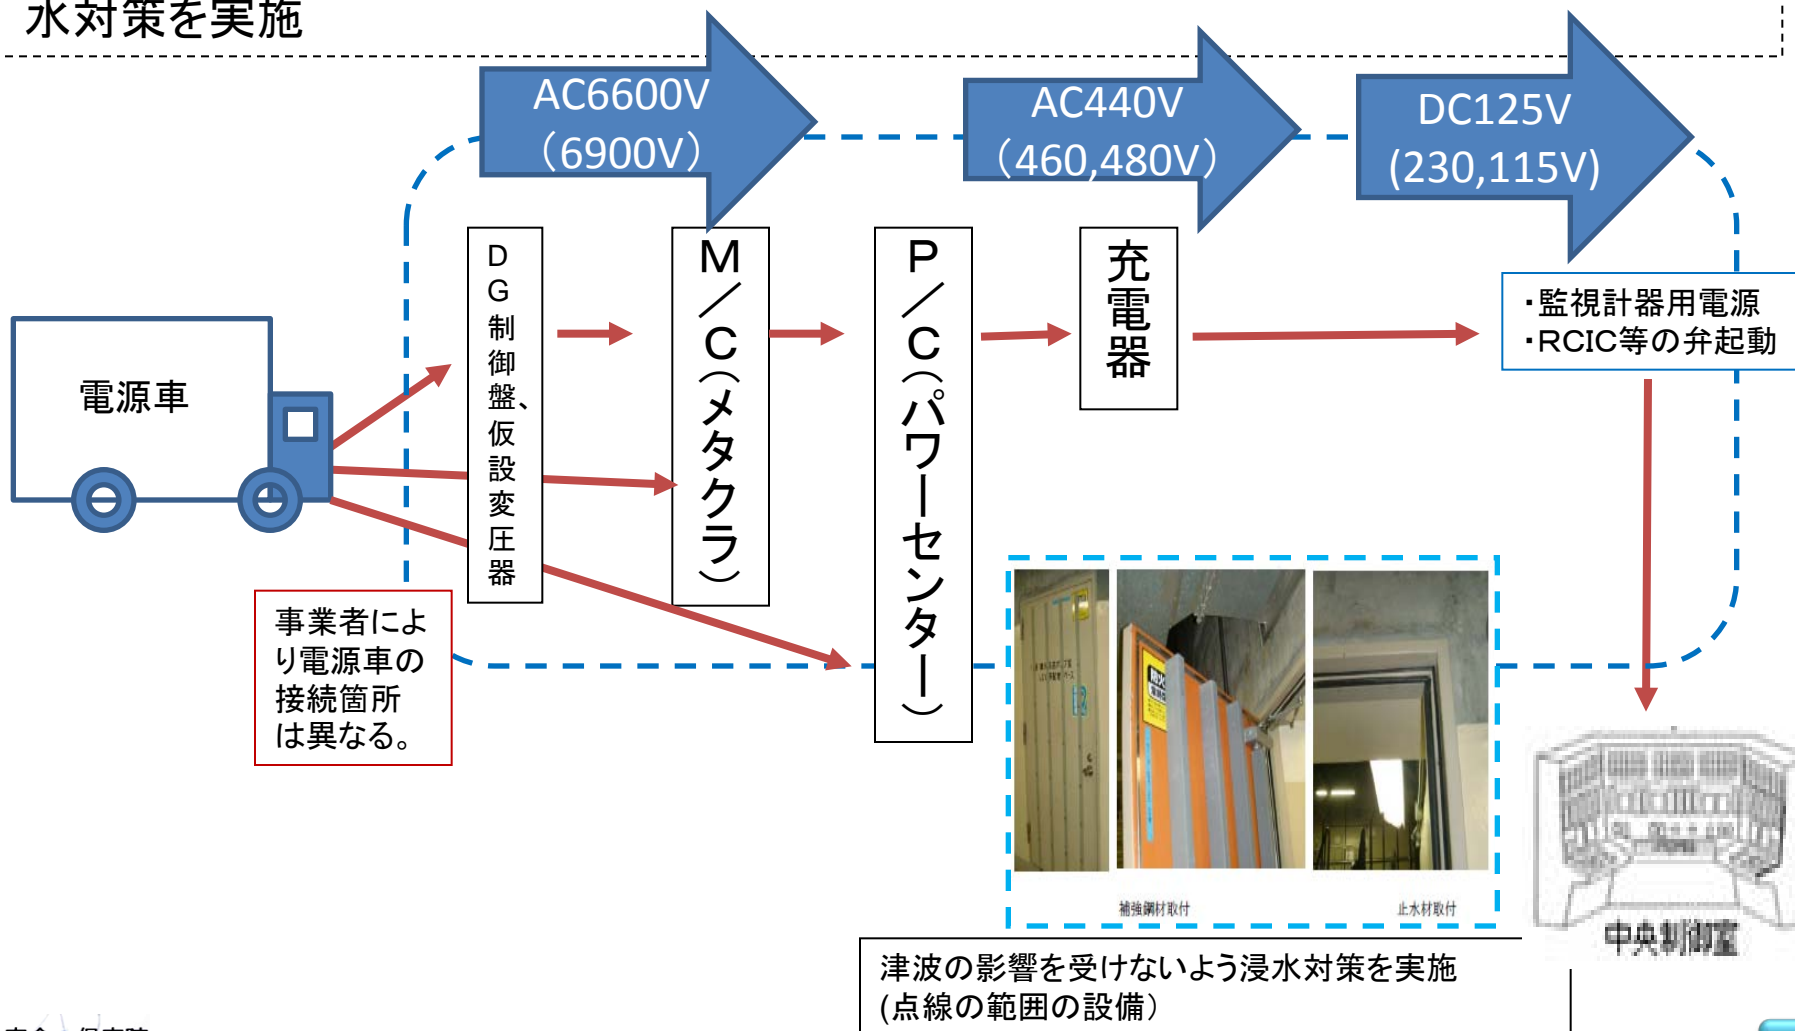 水対策を実施
AC6600V
（6900V）
AC440V
（460,480V）
DC125V
(230,115V)
電源車
DG制御盤、仮設変圧器
M／C（メタクラ）
P／C（パワーセンター）
充電器
・監視計器用電源
・RCIC等の弁起動
事業者によ
り電源車の
接続箇所
は異なる。
補強鋼材取付
止水材取付
中央制御室
津波の影響を受けないよう浸水対策を実施
(点線の範囲の設備）